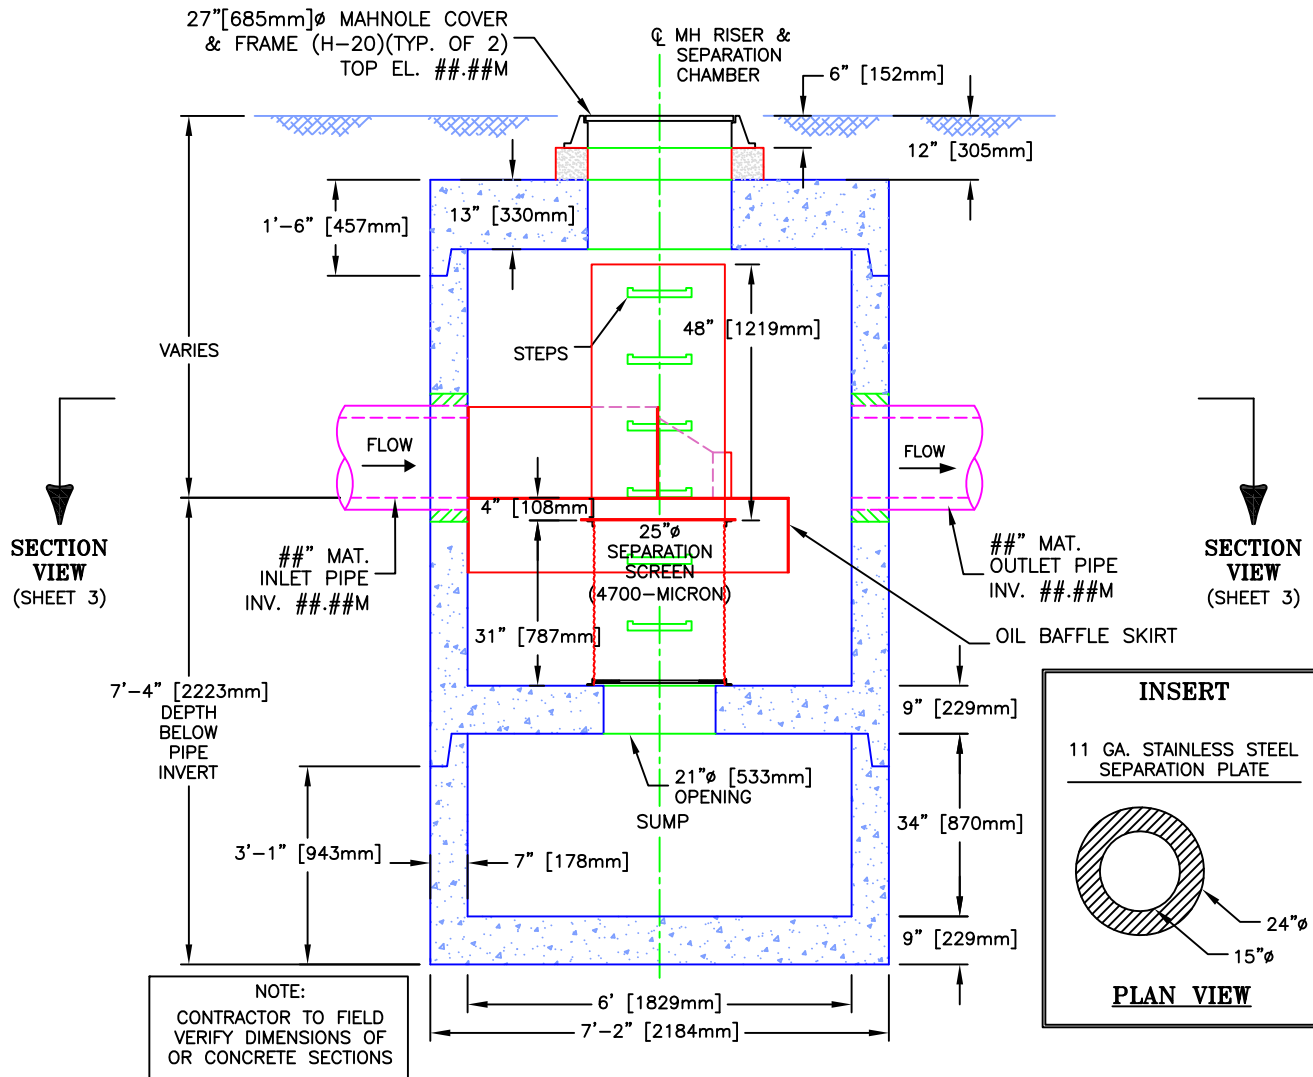 27"[685mm]ø MAHNOLE COVER
& FRAME (H-20)(TYP. OF 2)
TOP EL. ##.##M
℄ MH RISER &
SEPARATION
CHAMBER
6" [152mm]
12" [305mm]
1'-6" [457mm]
13" [330mm]
48" [1219mm]
STEPS
VARIES
FLOW
FLOW
4" [108mm]
25"ø
SEPARATION
SCREEN
(4700-MICRON)
SECTION
VIEW
(SHEET 3)
##" MAT.
INLET PIPE
INV. ##.##M
##" MAT.
OUTLET PIPE
INV. ##.##M
SECTION
VIEW
(SHEET 3)
31" [787mm]
OIL BAFFLE SKIRT
7'-4" [2223mm]
DEPTH
BELOW
PIPE
INVERT
9" [229mm]
21"ø [533mm]
OPENING
SUMP
34" [870mm]
3'-1" [943mm]
7" [178mm]
9" [229mm]
6' [1829mm]
7'-2" [2184mm]
NOTE:
CONTRACTOR TO FIELD
VERIFY DIMENSIONS OF
OR CONCRETE SECTIONS
INSERT
11 GA. STAINLESS STEEL
SEPARATION PLATE
24"ø
15"ø
PLAN VIEW